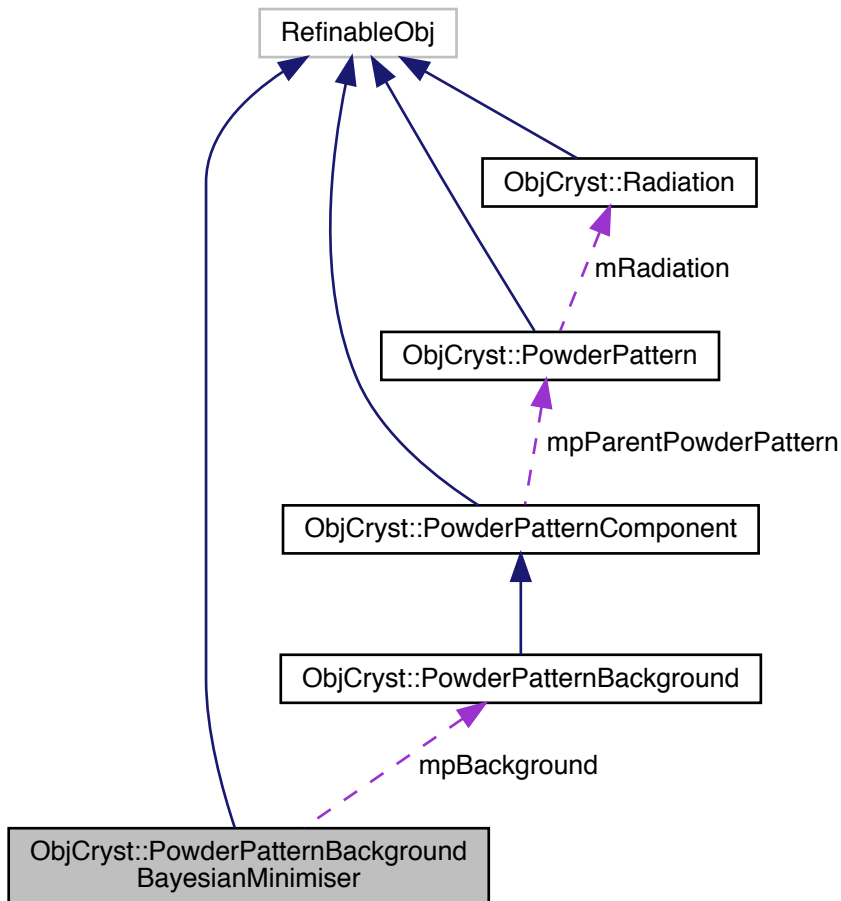 RefinableObj
ObjCryst::Radiation
mRadiation
ObjCryst::PowderPattern
mpParentPowderPattern
ObjCryst::PowderPatternComponent
ObjCryst::PowderPatternBackground
mpBackground
ObjCryst::PowderPatternBackground
BayesianMinimiser